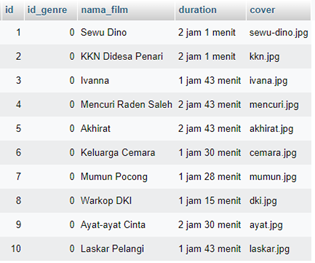 id id_genre nama_film duration cover
1 0 Sewu Dino 2 jam 1 menit sewu-dino.jpg
2 0 KKN Didesa Penari 2 jam 1 menit kkn.jpg
3 0 Ivanna 1 jam 43 menit ivana.jpg
4 0 Mencuri Raden Saleh 2 jam 43 menit mencuri.jpg
5 0 Akhirat 2 jam 43 menit akhirat.jpg
6 0 Keluarga Cemara 1 jam 30 menit cemara.jpg
7 0 Mumun Pocong 1 jam 28 menit mumun.jpg
8 0 Warkop DKI 1 jam 15 menit dki.jpg
9 0 Ayat-ayat Cinta 2 jam 30 menit ayat.jpg
10 0 Laskar Pelangi 1 jam 43 menit laskar.jpg